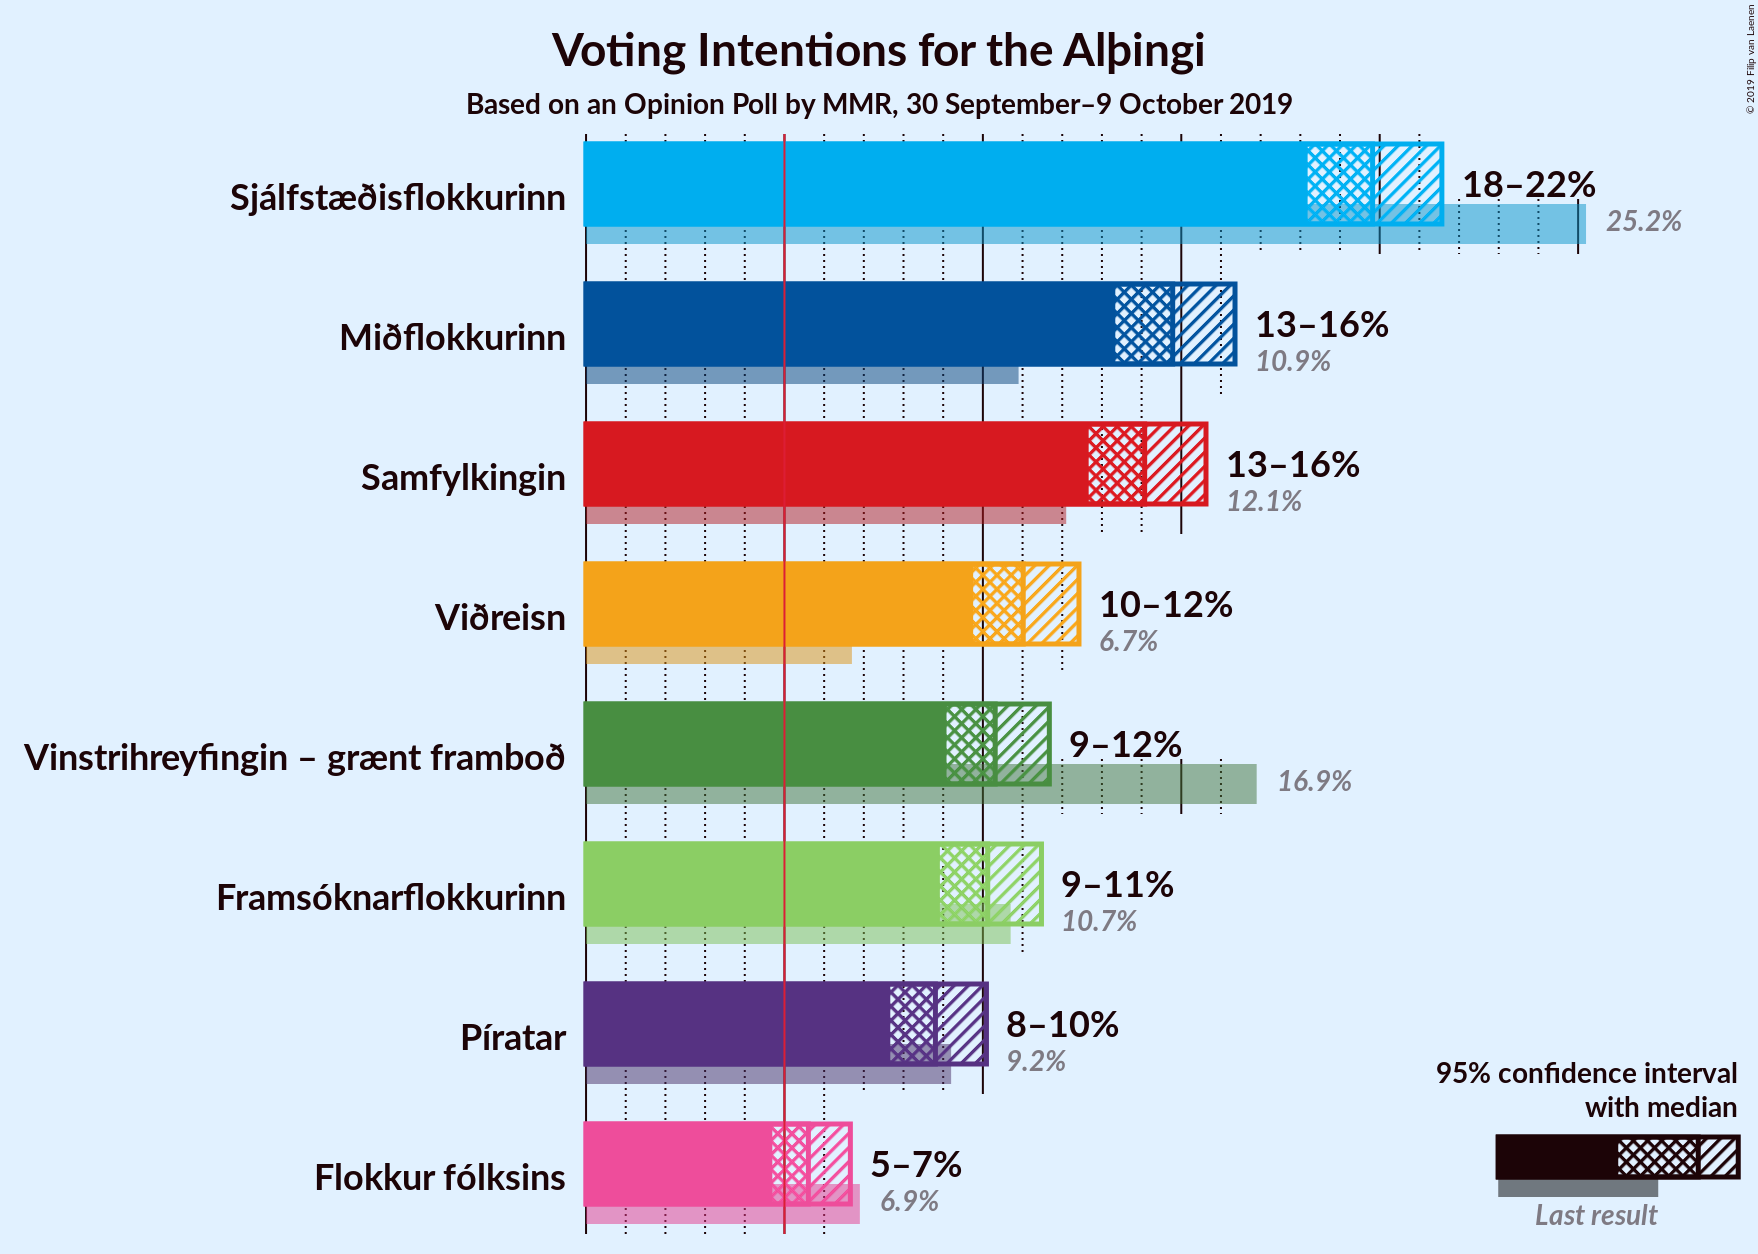 Voting Intentions for the Alþingi
Based on an Opinion Poll by MMR, 30 September–9 October 2019
© 2019 Filip van Laenen
Sjálfstæðisflokkurinn
18–22%
25.2%
Miðflokkurinn
13–16%
10.9%
Samfylkingin
13–16%
12.1%
Viðreisn
10–12%
6.7%
Vinstrihreyfingin – grænt framboð
9–12%
16.9%
Framsóknarflokkurinn
9–11%
10.7%
Píratar
8–10%
9.2%
Flokkur fólksins
5–7%
6.9%
95% confidence interval
with median
Last result